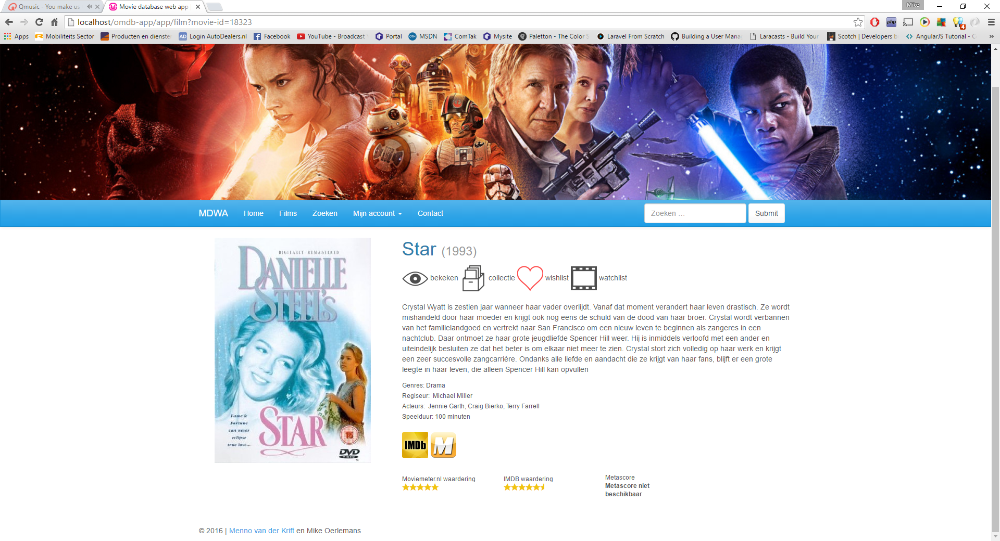 Qmusic - You make us
Movie database web app
Mike
localhost/omdb-app/app/film?movie-id=18323
php
4
Apps
Mobiliteits Sector
Producten en dienste
AD Login AutoDealers.nl
Facebook
YouTube - Broadcast
Portal
MSDN
ComTak
Mysite
Paletton - The Color S
Laravel From Scratch
Building a User Mana
Laracasts - Build Your
Scotch | Developers b
AngularJS Tutorial - C
»
MDWA
Home
Films
Zoeken
Mijn account
Contact
Zoeken ...
Submit
DIGITALLY REMASTERED
DANIELLE
STEEL'S
Fame &
Fortune
can never
eclipse
true love...
STAR
15
DVD
VIDEO
Star (1993)
bekeken
collectie
wishlist
watchlist
Crystal Wyatt is zestien jaar wanneer haar vader overlijdt. Vanaf dat moment verandert haar leven drastisch. Ze wordt
mishandeld door haar moeder en krijgt ook nog eens de schuld van de dood van haar broer. Crystal wordt verbannen
van het familielandgoed en vertrekt naar San Francisco om een nieuw leven te beginnen als zangeres in een
nachtclub. Daar ontmoet ze haar grote jeugdliefde Spencer Hill weer. Hij is inmiddels verloofd met een ander en
uiteindelijk besluiten ze dat het beter is om elkaar niet meer te zien. Crystal stort zich volledig op haar werk en krijgt
een zeer succesvolle zangcarrière. Ondanks alle liefde en aandacht die ze krijgt van haar fans, blijft er een grote
leegte in haar leven, die alleen Spencer Hill kan opvullen
Genres: Drama
Regiseur: Michael Miller
Acteurs: Jennie Garth, Craig Bierko, Terry Farrell
Speelduur: 100 minuten
IMDb
M
Moviemeter.nl waardering
IMDB waardering
Metascore
Metascore niet
beschikbaar
© 2016 | Menno van der Krift en Mike Oerlemans